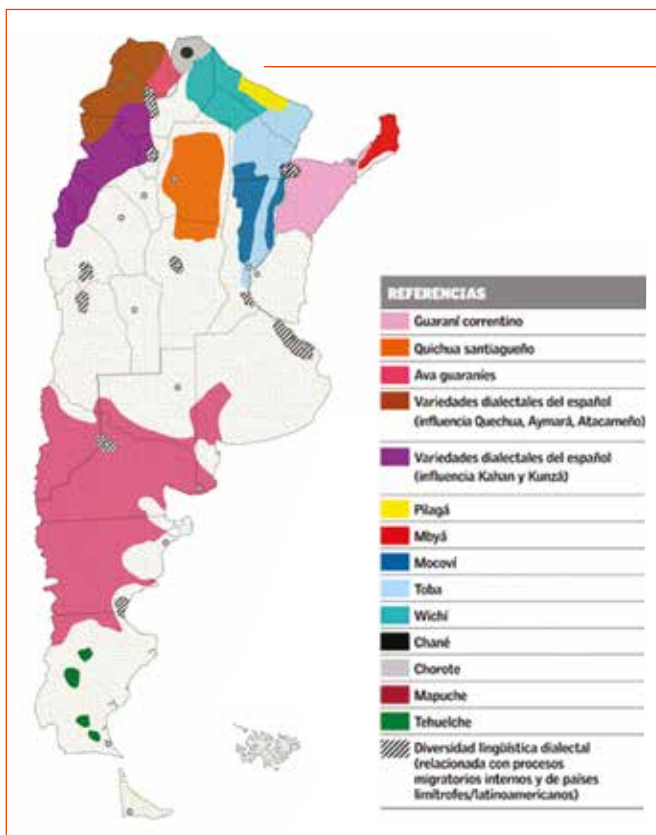 REFERENCIAS
Guaraní correntino
Quichua santiagueño
Ava guaraníes
Variedades dialectales del español
(influencia Quechua, Aymará, Atacameño)
Variedades dialectales del español
(influencia Kahan y Kunzá)
Pilagá
Mbyá
Mocoví
Toba
Wichí
Chané
Chorote
Mapuche
Tehuelche
Diversidad lingüística dialectal
(relacionada con procesos
migratorios internos y de países
limítrofes/latinoamericanos)